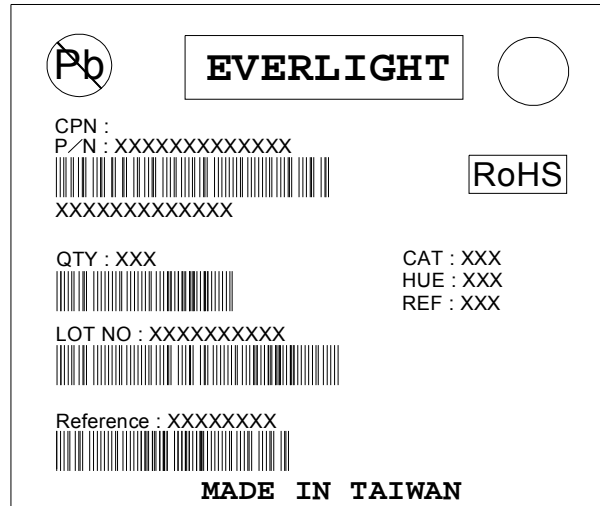 Pb
EVERLIGHT
CPN :
P/N : XXXXXXXXXXXXX
RoHS
XXXXXXXXXXXXX
QTY : XXX
CAT : XXX
HUE : XXX
REF : XXX
LOT NO : XXXXXXXXXX
Reference : XXXXXXXX
MADE IN TAIWAN